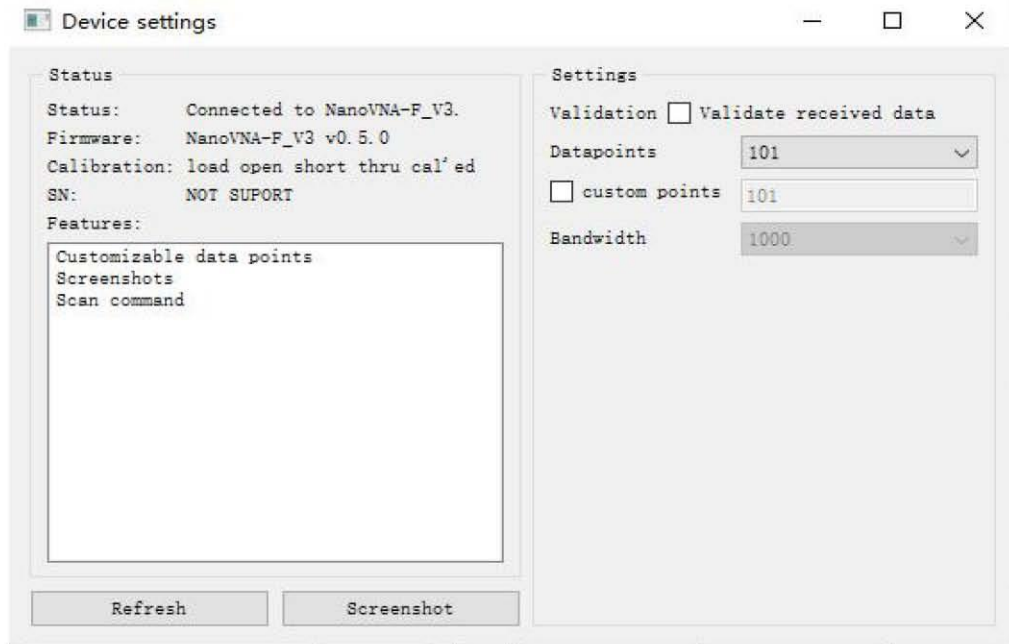 Device settings
Status
Status: Connected to NanoVNA-F_V3.
Firmware: NanoVNA-F_V3 v0.5.0
Calibration: load open short thru cal'ed
SN: NOT SUPORT
Features:
Customizable data points
Screenshots
Scan command
Refresh
Screenshot
Settings
Validation Validate received data
Datapoints 101
custom points 101
Bandwidth 1000